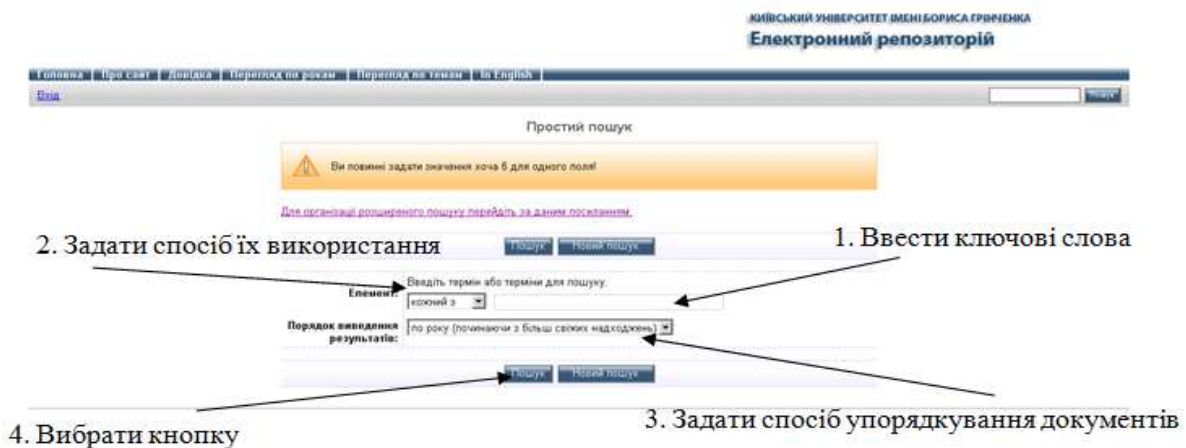 КИЇВСЬКИЙ УНІВЕРСИТЕТ ІМЕНІ БОРИСА ГРІНЧЕНКА
Електронний репозиторій
Головна | Про сайт | Довідка | Перегляд по рокам | Перегляд по темам | In English |
Вхід
Пошук
Простий пошук
Ви повинні задати значення хоча б для одного поля!
Для організації розширеного пошуку перейдіть за даним посиланням.
2. Задати спосіб їх використання
Пошук Новий пошук
1. Ввести ключові слова
Введіть термін або терміни для пошуку.
Елемент:
кожний з
Порядок виведення результатів:
по року (починаючи з більш свіжих надходжень)
Пошук Новий пошук
3. Задати спосіб упорядкування документів
4. Вибрати кнопку